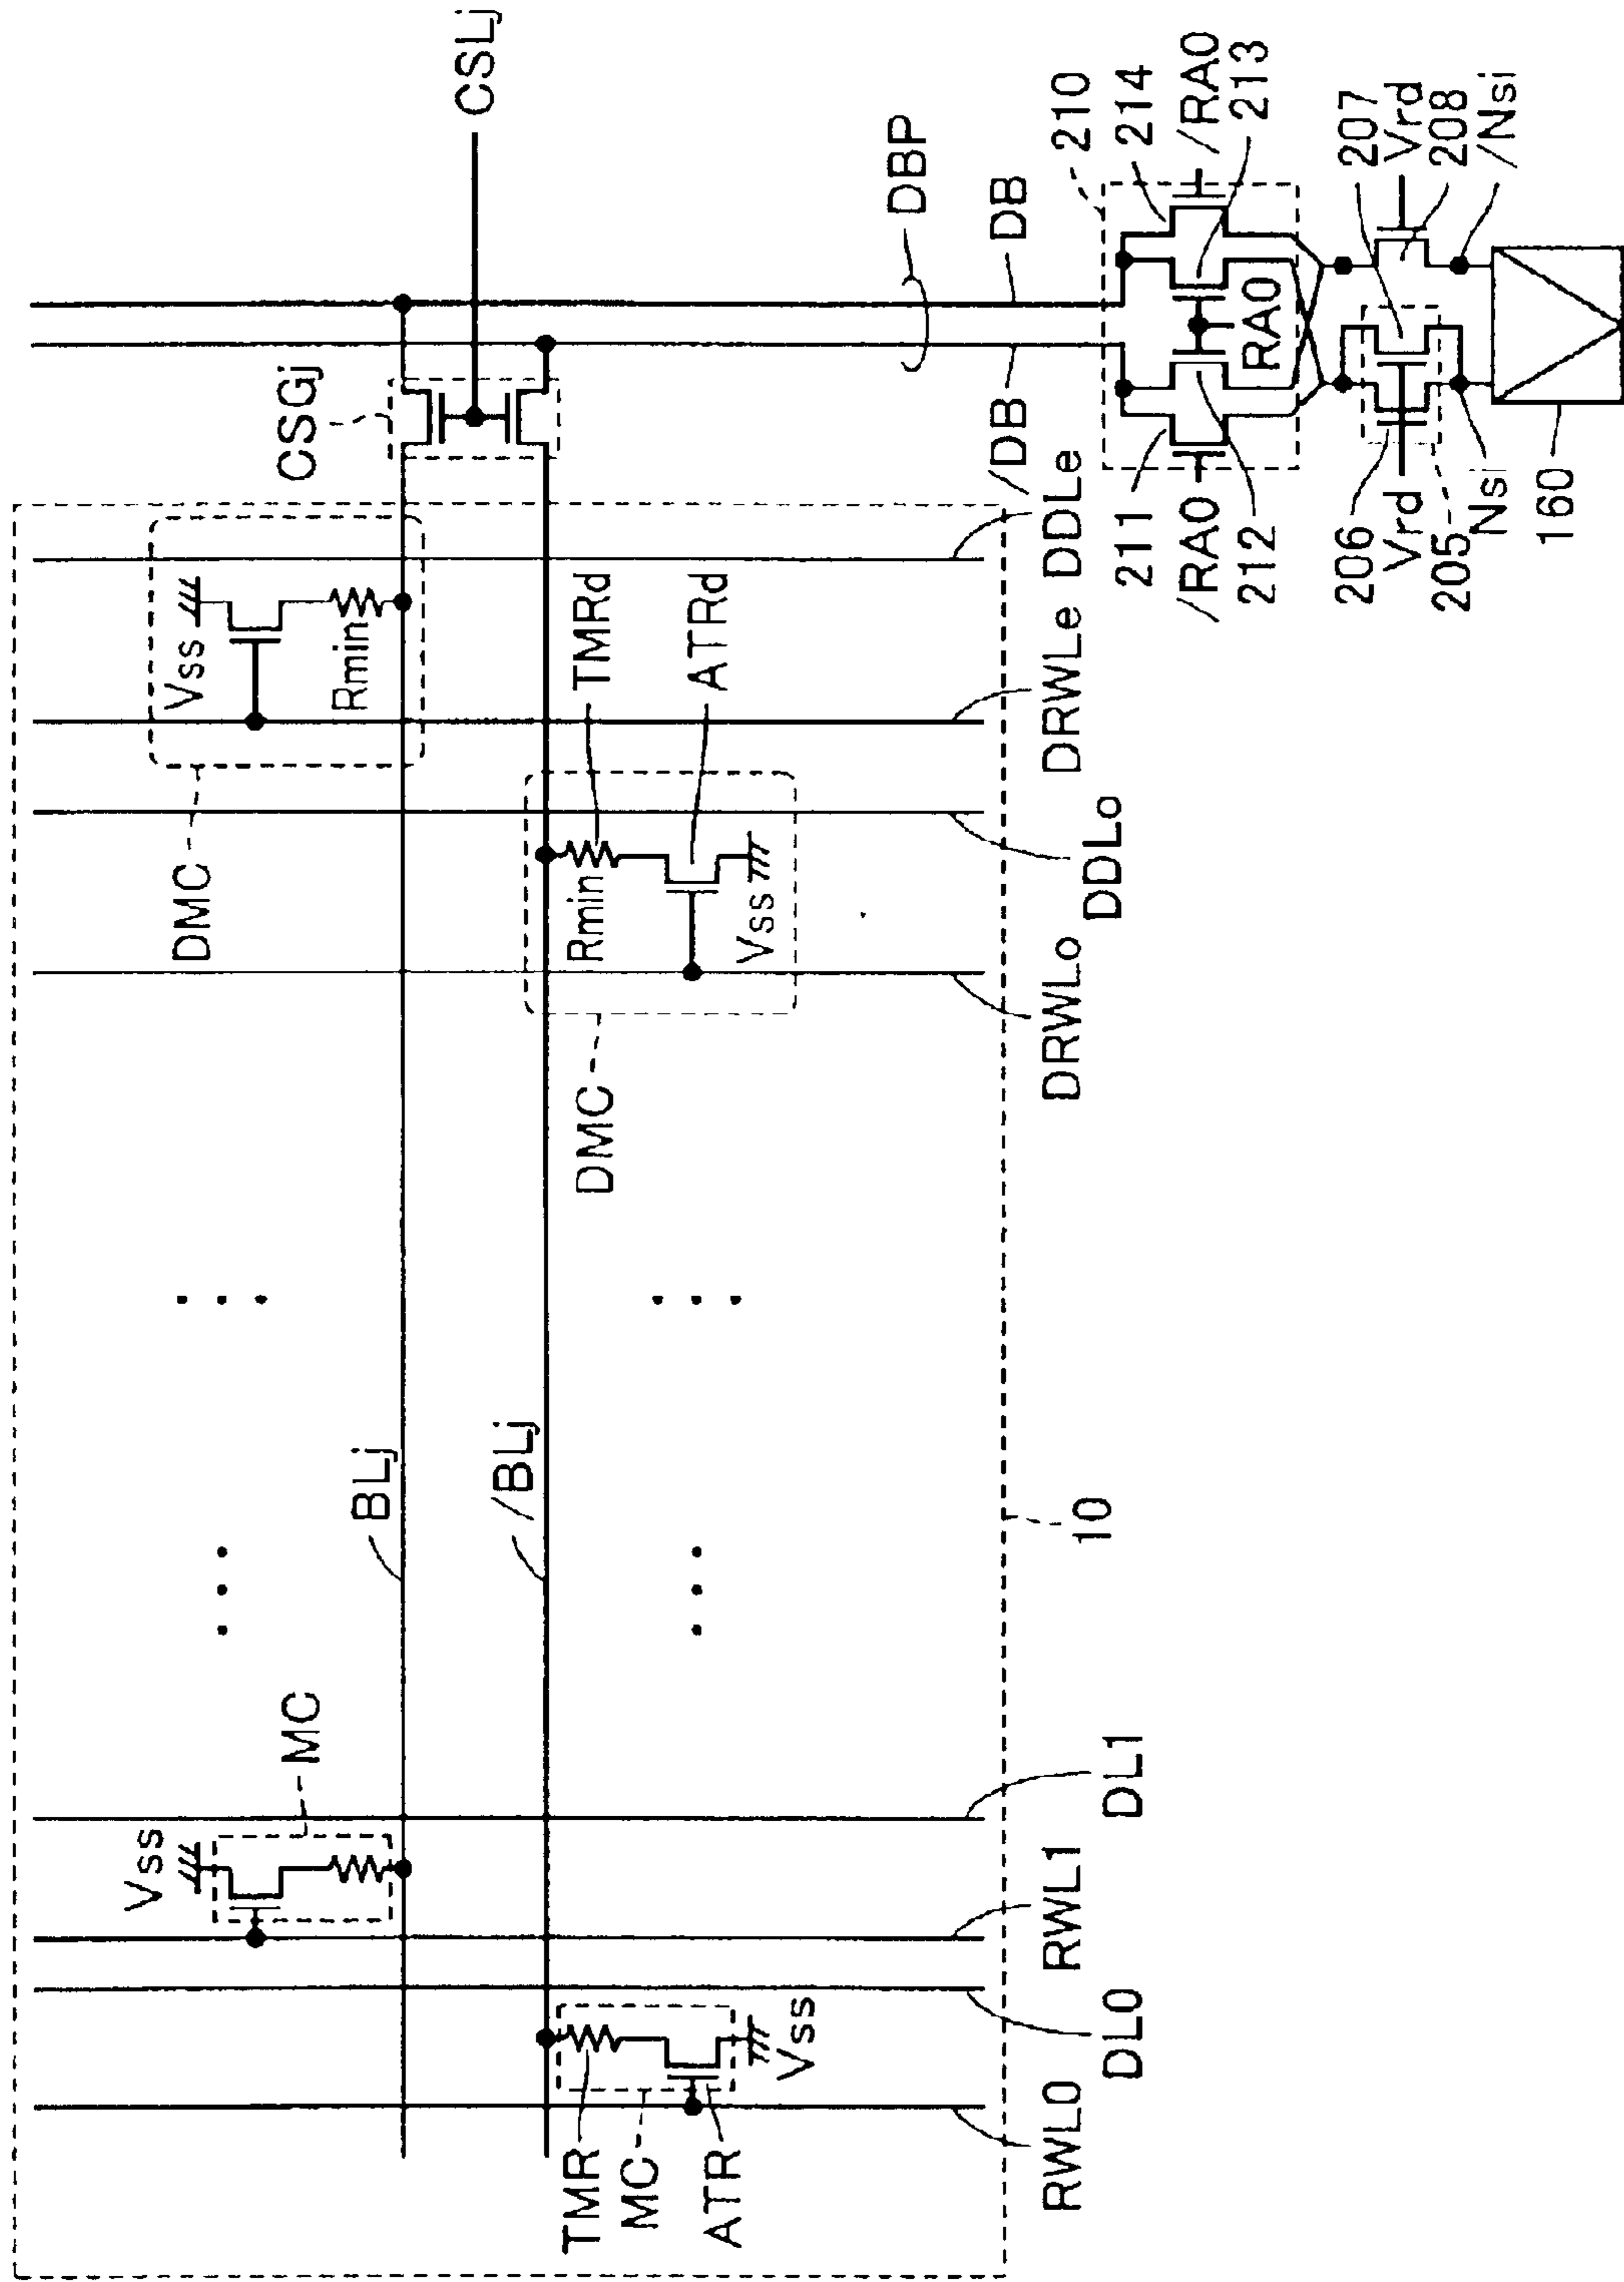 CSLj
CSGj
DBP
DB
/DB
210
214
/RA0
213
211
/RA0
212
RA0
207
Vrd
208
/Nsi
206
Vrd
205
Nsi
160
DMC
Vss
Rmin
TMRd
ATRd
DMC
Rmin
Vss
DRWLe
DDLe
DRWLo
DDLo
BLj
/BLj
10
MC
Vss
DL1
RWL1
DL0
RWL0
TMR
MC
ATR
Vss